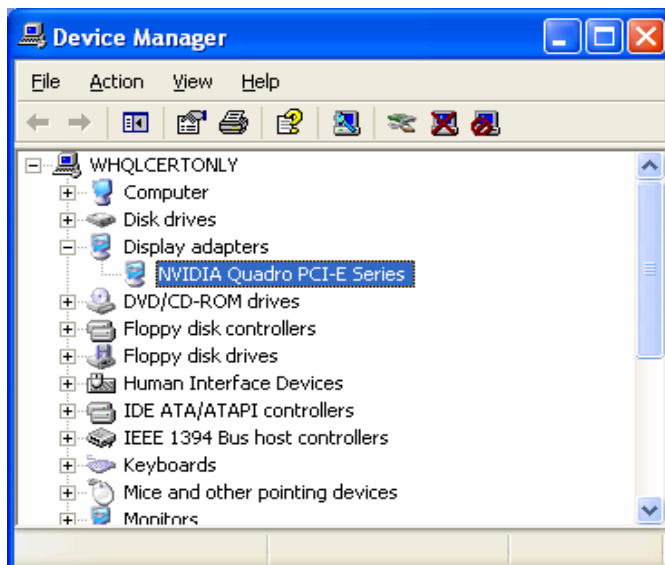 Device Manager
File Action View Help
WHQLCERTONLY
Computer
Disk drives
Display adapters
NVIDIA Quadro PCI-E Series
DVD/CD-ROM drives
Floppy disk controllers
Floppy disk drives
Human Interface Devices
IDE ATA/ATAPI controllers
IEEE 1394 Bus host controllers
Keyboards
Mice and other pointing devices
Monitors